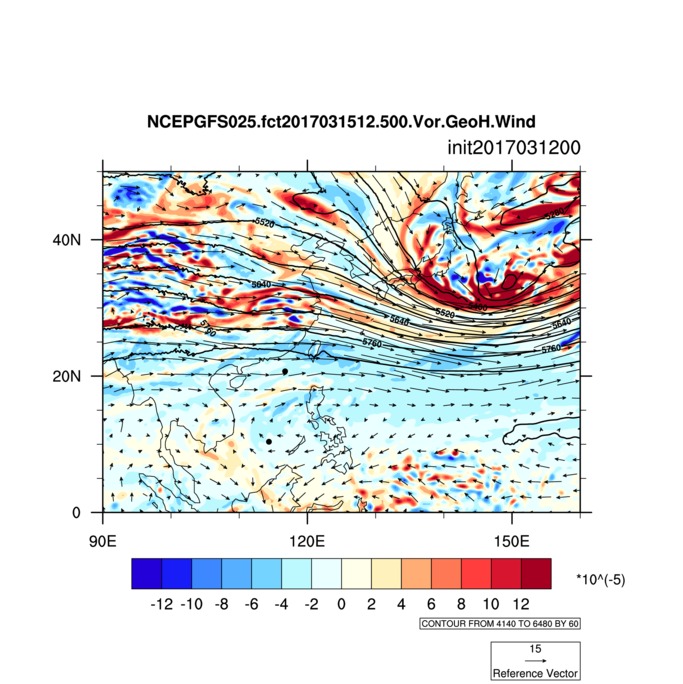 NCEPGFS025.fct2017031512.500.Vor.GeoH.Wind
init2017031200
40N
20N
0
90E 120E 150E
5520
5640
5520
5640
5760
5640
5760
-12 -10 -8 -6 -4 -2 0 2 4 6 8 10 12
*10^(-5)
CONTOUR FROM 4140 TO 6480 BY 60
15
Reference Vector